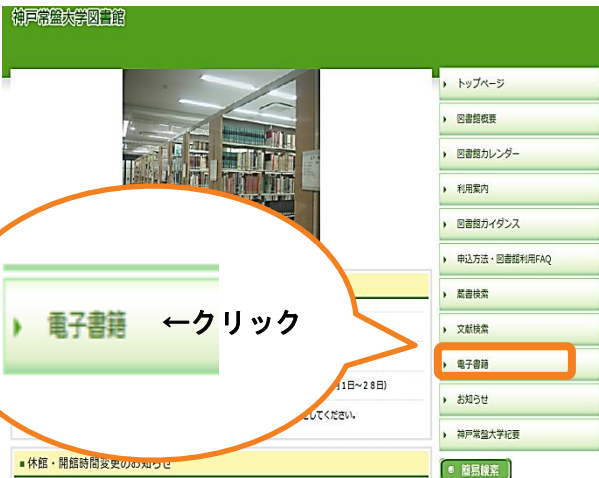 神戸常盤大学図書館
トップページ
図書館概要
図書館カレンダー
利用案内
図書館ガイダンス
申込方法・図書館利用FAQ
蔵書検索
文献検索
電子書籍
お知らせ
神戸常盤大学紀要
簡易検索
電子書籍 ←クリック
1日～28日)
してください。
■休館・開館時間変更のお知らせ